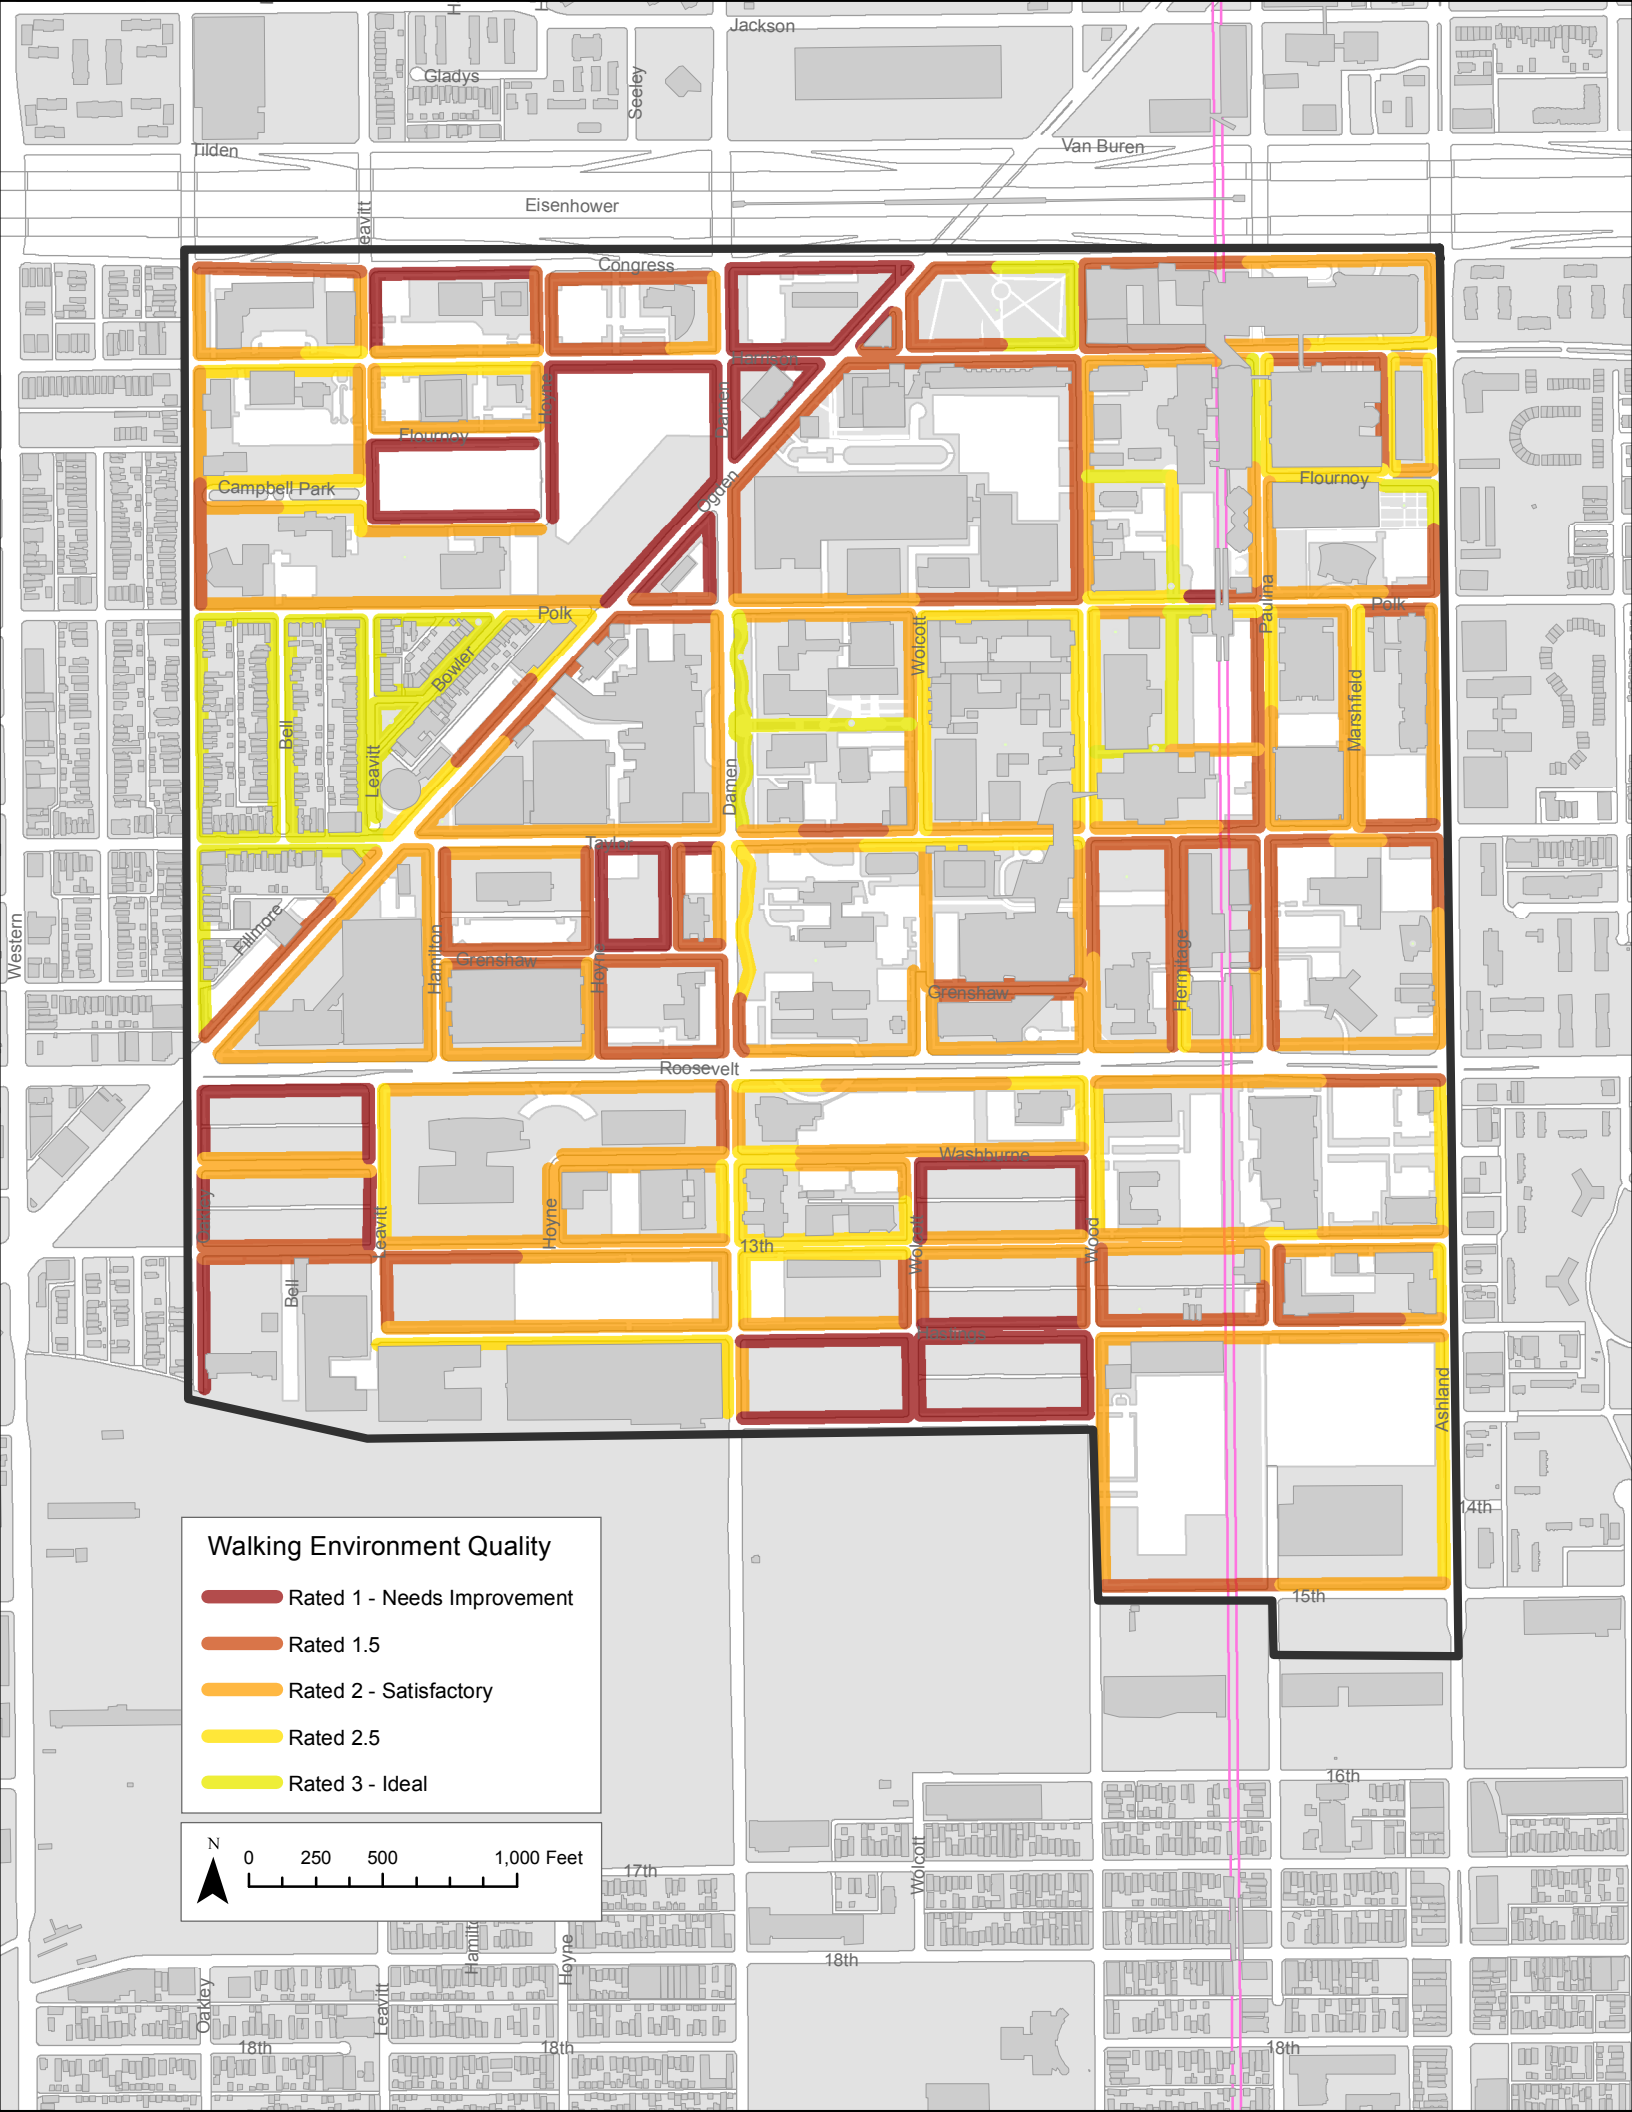 Jackson
Gladys
Seeley
Tilden
Van Buren
Eisenhower
Congress
Hoyne
Damen
Flournoy
Campbell Park
Ogden
Flournoy
Polk
Polk
Paulina
Wolcott
Bowler
Bell
Leavitt
Marshfield
Damen
Taylor
Fillmore
Western
Hamilton
Grenshaw
Hoyne
Grenshaw
Hermitage
Roosevelt
Washburne
Leavitt
Hoyne
13th
Wolcott
Wood
Bell
Hastings
Ashland
14th
15th
Walking Environment Quality
Rated 1 - Needs Improvement
Rated 1.5
Rated 2 - Satisfactory
Rated 2.5
Rated 3 - Ideal
N
0 250 500 1,000 Feet
16th
17th
Wolcott
18th
Hoyne
Oakley
Leavitt
18th
18th
18th